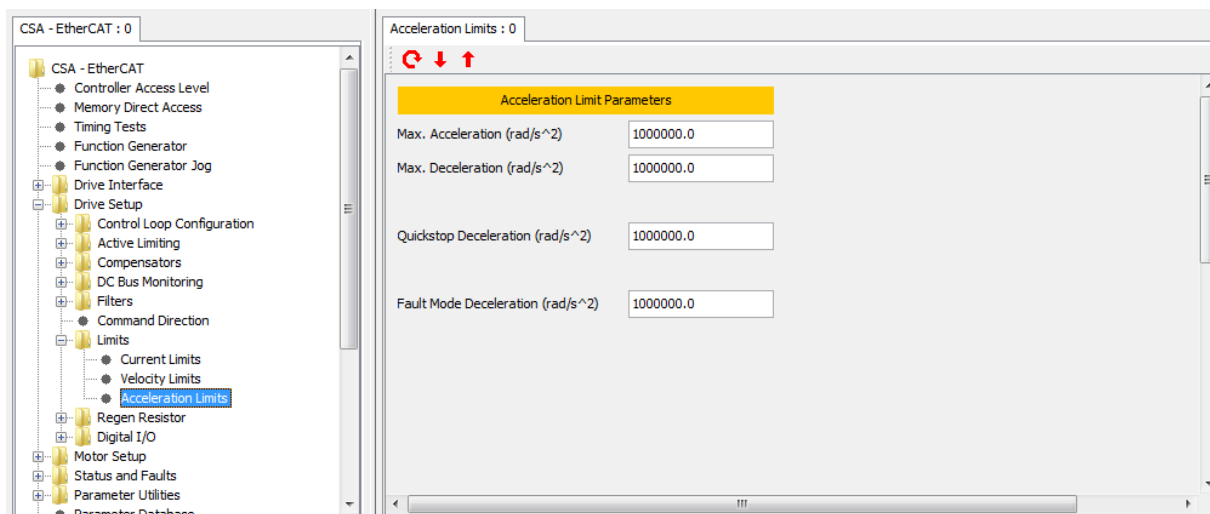 CSA - EtherCAT : 0
CSA - EtherCAT
Controller Access Level
Memory Direct Access
Timing Tests
Function Generator
Function Generator Jog
Drive Interface
Drive Setup
Control Loop Configuration
Active Limiting
Compensators
DC Bus Monitoring
Filters
Command Direction
Limits
Current Limits
Velocity Limits
Acceleration Limits
Regen Resistor
Digital I/O
Motor Setup
Status and Faults
Parameter Utilities
Parameter Database
Acceleration Limits : 0
Acceleration Limit Parameters
Max. Acceleration (rad/s^2) 1000000.0
Max. Deceleration (rad/s^2) 1000000.0
Quickstop Deceleration (rad/s^2) 1000000.0
Fault Mode Deceleration (rad/s^2) 1000000.0